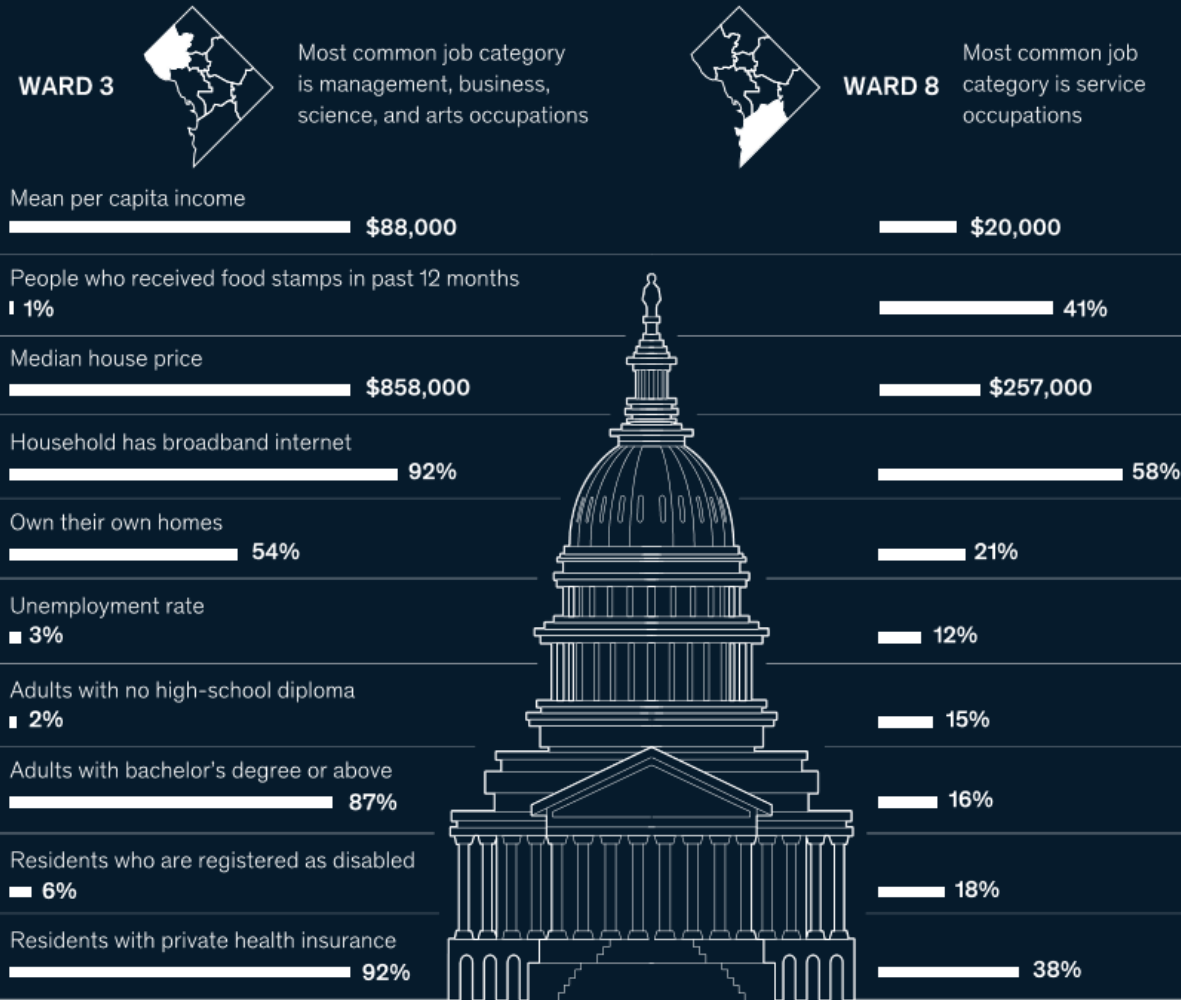 WARD 3
Most common job category
is management, business,
science, and arts occupations
WARD 8
Most common job
category is service
occupations
Mean per capita income
$88,000
$20,000
People who received food stamps in past 12 months
1%
41%
Median house price
$858,000
$257,000
Household has broadband internet
92%
58%
Own their own homes
54%
21%
Unemployment rate
3%
12%
Adults with no high-school diploma
2%
15%
Adults with bachelor's degree or above
87%
16%
Residents who are registered as disabled
6%
18%
Residents with private health insurance
92%
38%